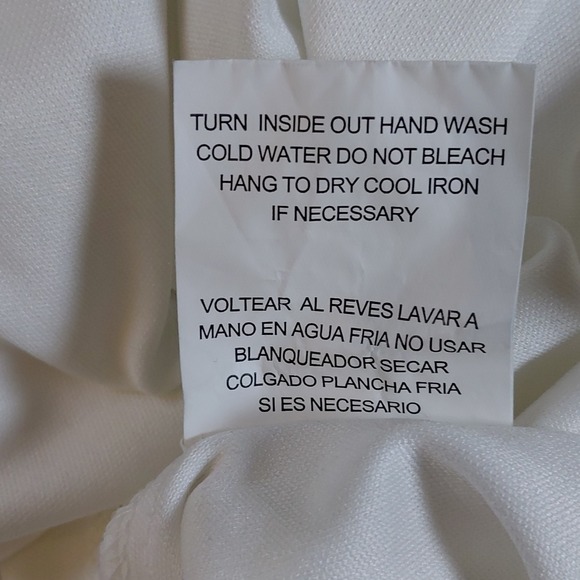 TURN INSIDE OUT HAND WASH
COLD WATER DO NOT BLEACH
HANG TO DRY COOL IRON
IF NECESSARY
VOLTEAR AL REVES LAVAR A
MANO EN AGUA FRIA NO USAR
BLANQUEADOR SECAR
COLGADO PLANCHA FRIA
SI ES NECESARIO